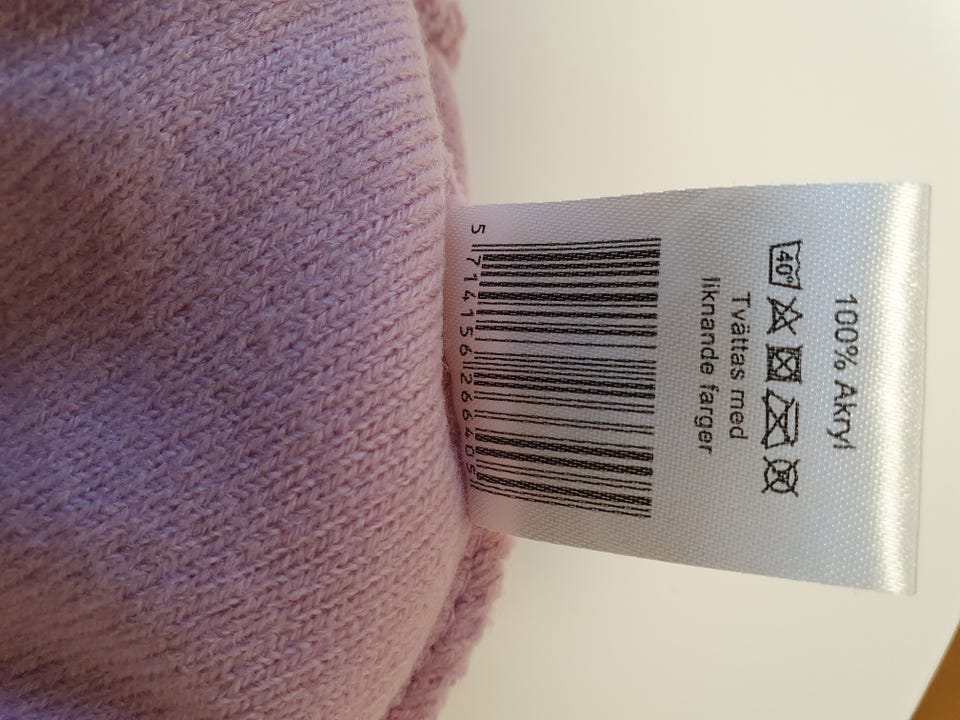 100% Akryl
40°
Tvättas med
liknande färger
5 714156 266405